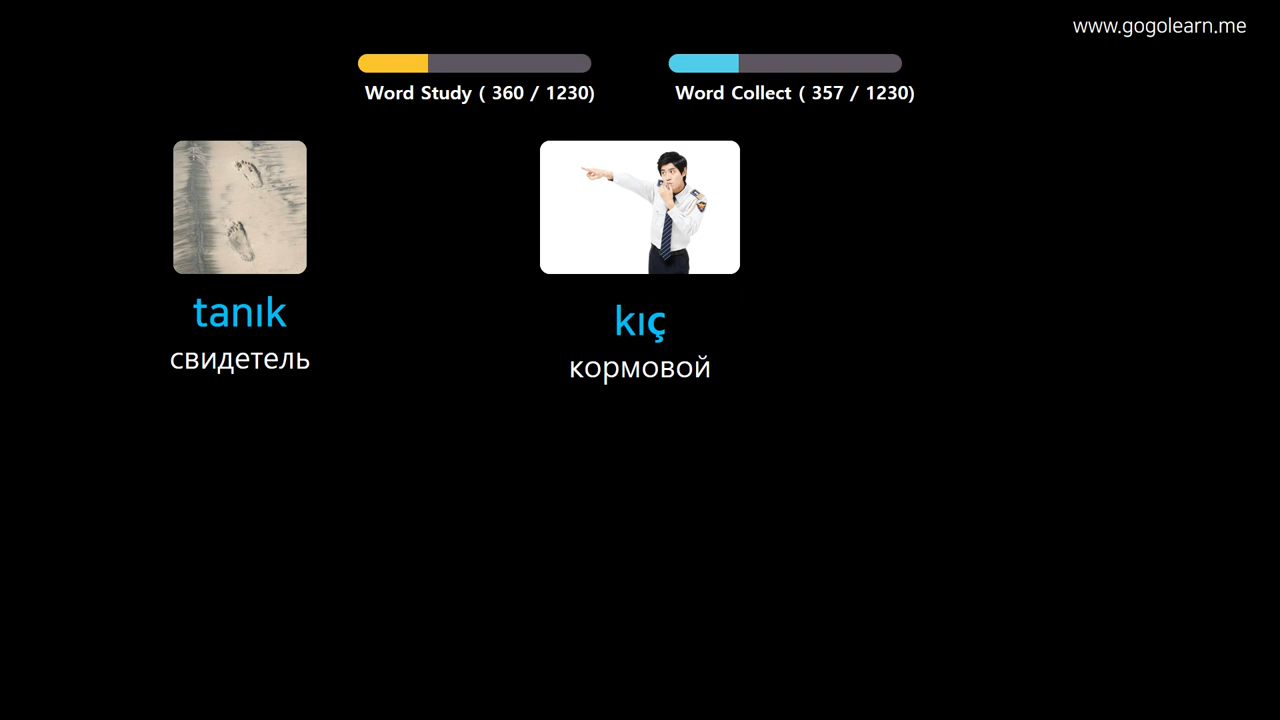 www.gogolearn.me
Word Study ( 360 / 1230)
Word Collect ( 357 / 1230)
tanık
свидетель
kıç
кормовой